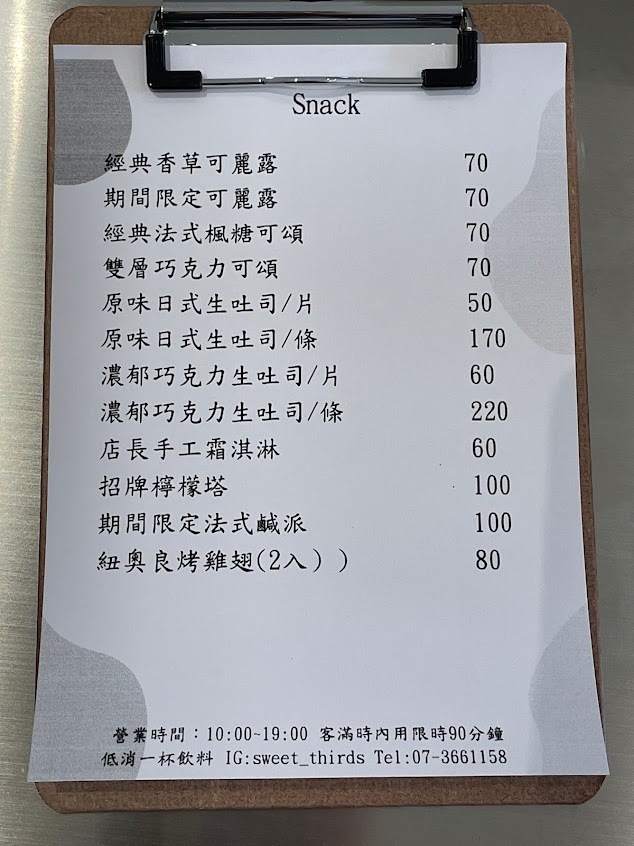 Snack
經典香草可麗露 70
期間限定可麗露 70
經典法式楓糖可頌 70
雙層巧克力可頌 70
原味日式生吐司/片 50
原味日式生吐司/條 170
濃郁巧克力生吐司/片 60
濃郁巧克力生吐司/條 220
店長手工霜淇淋 60
招牌檸檬塔 100
期間限定法式鹹派 100
紐奧良烤雞翅(2入)) 80
營業時間：10:00~19:00 客滿時內用限時90分鐘
低消一杯飲料 IG:sweet_thirds Tel:07-3661158